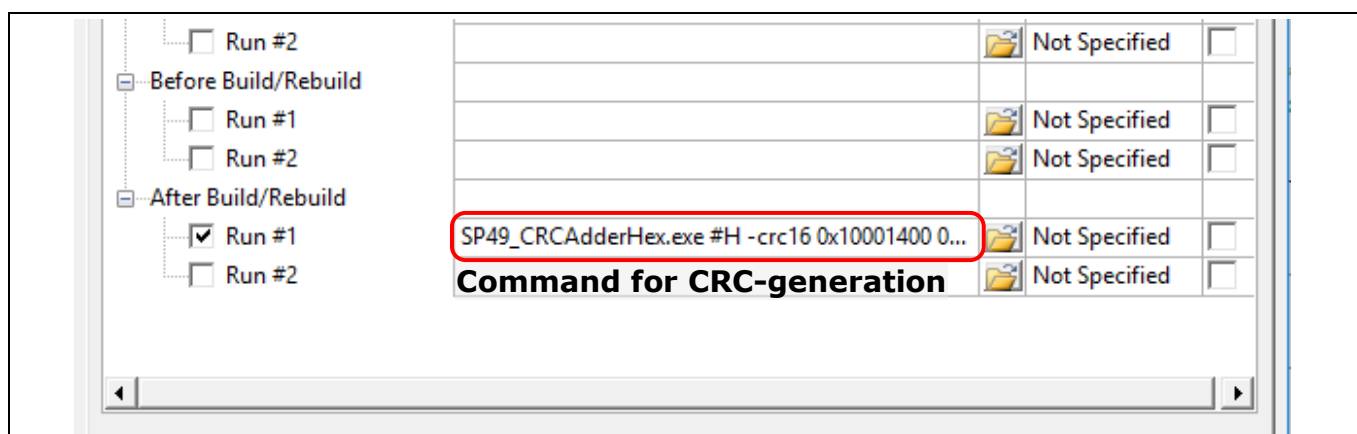 Run #2 Not Specified
Before Build/Rebuild
Run #1 Not Specified
Run #2 Not Specified
After Build/Rebuild
Run #1 SP49_CRCAdderHex.exe #H -crc16 0x10001400 0... Not Specified
Run #2 Command for CRC-generation Not Specified